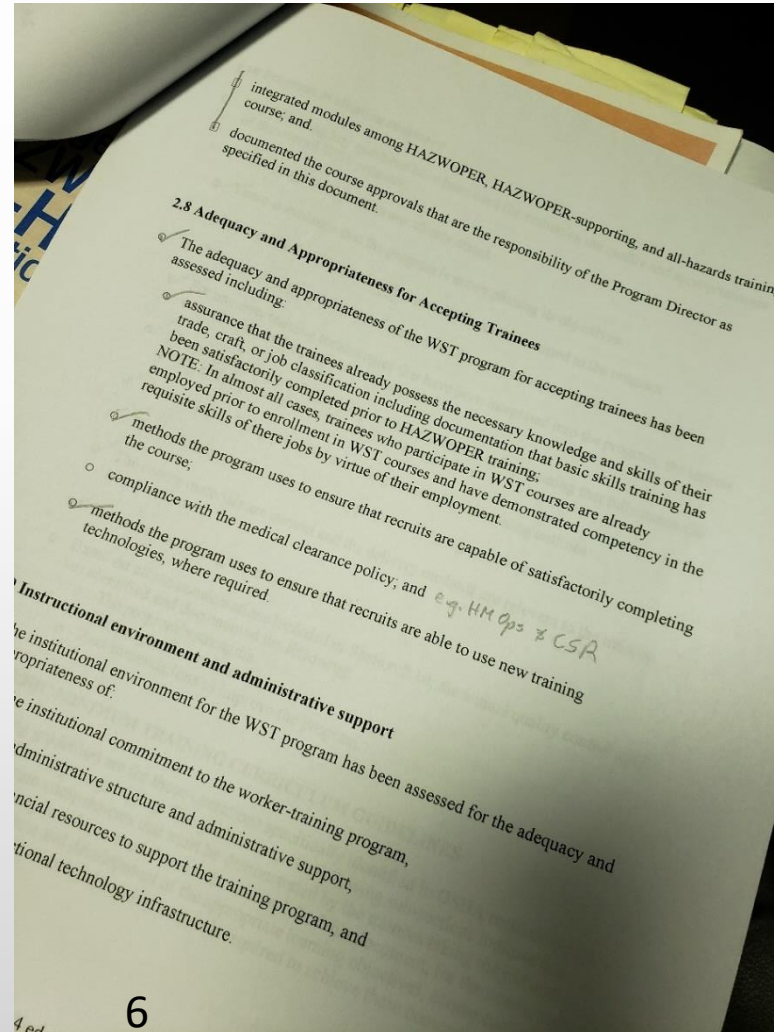 integrated modules among HAZWOPER, HAZWOPER-supporting, and all-hazards trainin
course; and.
documented the course approvals that are the responsibility of the Program Director as
specified in this document.
2.8 Adequacy and Appropriateness for Accepting Trainees
The adequacy and appropriateness of the WST program for accepting trainees has been
assessed including:
assurance that the trainees already possess the necessary knowledge and skills of their
trade, craft, or job classification including documentation that basic skills training has
been satisfactorily completed prior to HAZWOPER training;
NOTE: In almost all cases, trainees who participate in WST courses are already
employed prior to enrollment in WST courses and have demonstrated competency in the
requisite skills of there jobs by virtue of their employment.
methods the program uses to ensure that recruits are capable of satisfactorily completing
the course;
compliance with the medical clearance policy; and e.g. HM Ops & CSR
methods the program uses to ensure that recruits are able to use new training
technologies, where required.
Instructional environment and administrative support
he institutional environment for the WST program has been assessed for the adequacy and
ropriateness of:
e institutional commitment to the worker-training program,
dministrative structure and administrative support,
ncial resources to support the training program, and
tional technology infrastructure.
4 ed
6